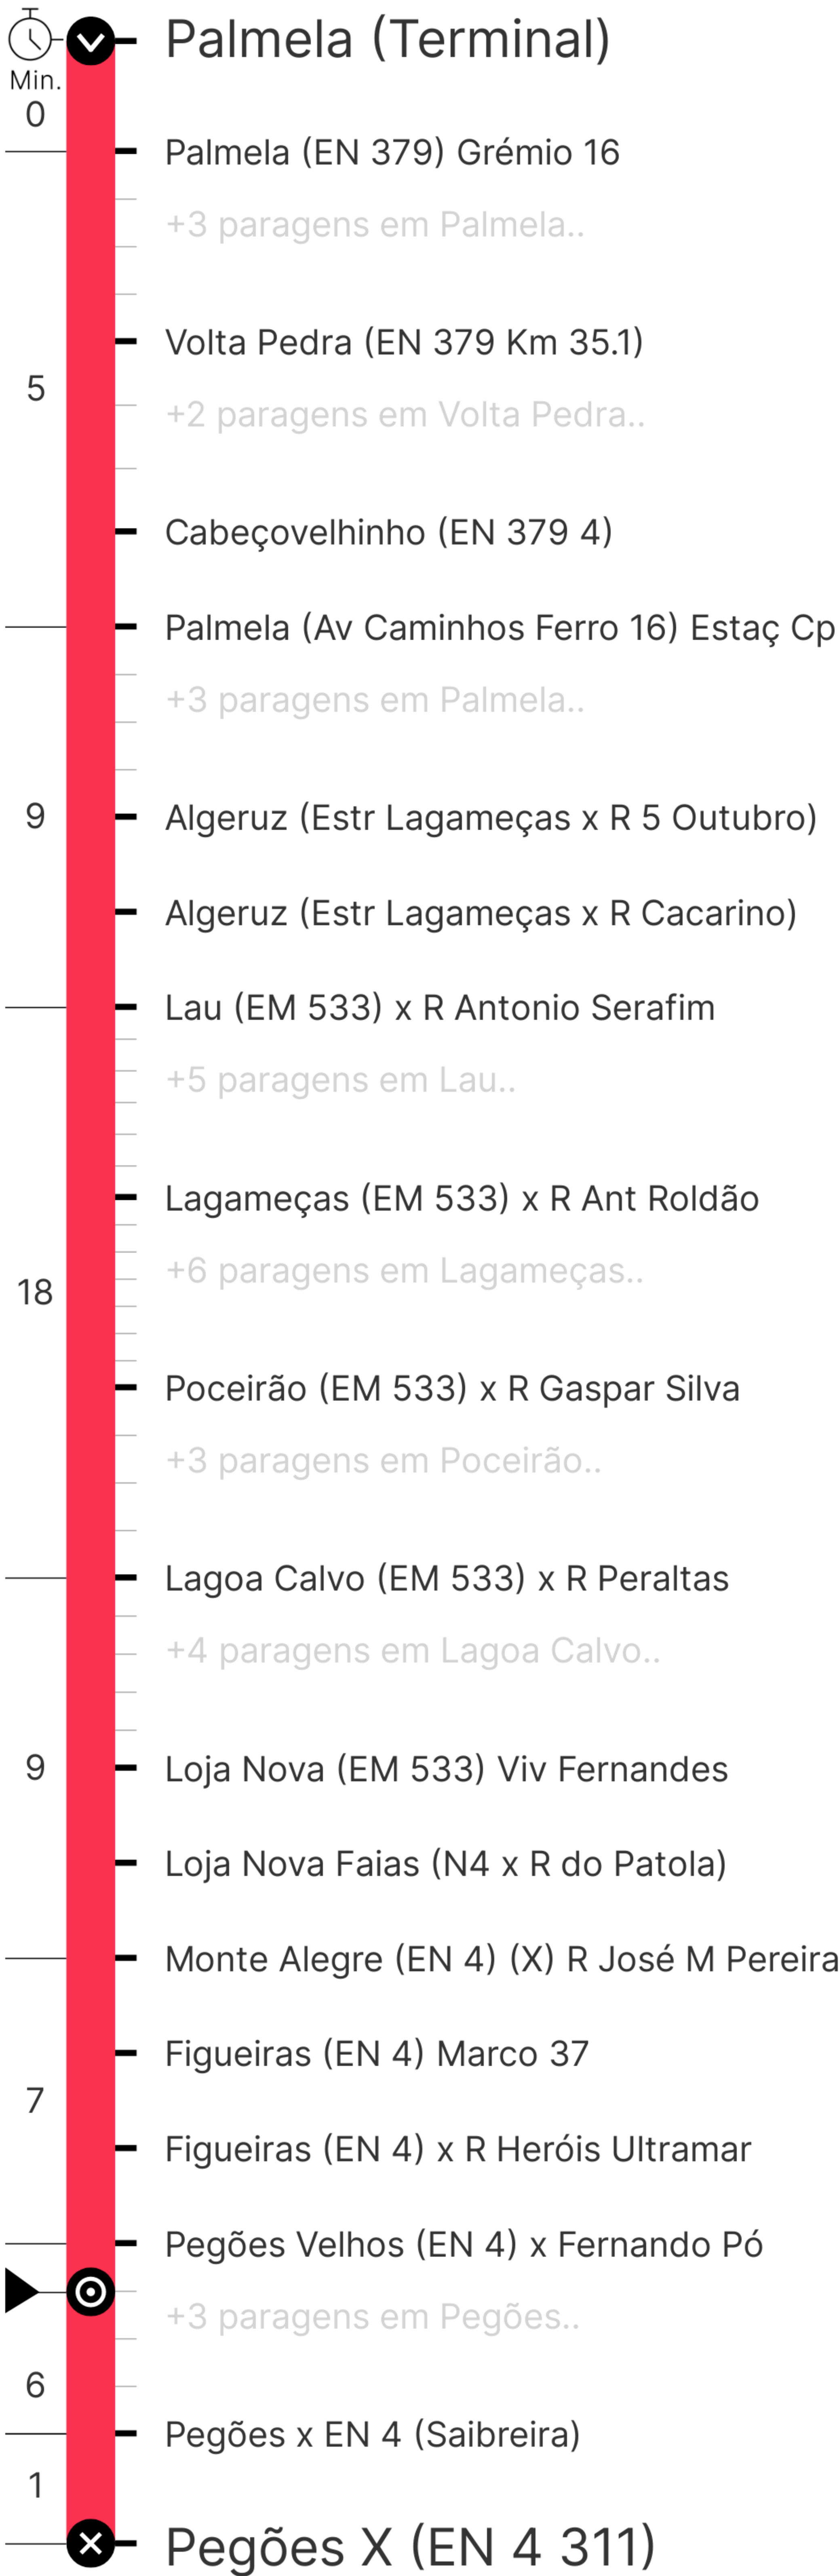 Palmela (Terminal)
Min.
0
Palmela (EN 379) Grémio 16
+3 paragens em Palmela..
Volta Pedra (EN 379 Km 35.1)
5
+2 paragens em Volta Pedra..
Cabeçovelhinho (EN 379 4)
Palmela (Av Caminhos Ferro 16) Estaç Cp
+3 paragens em Palmela..
9
Algeruz (Estr Lagameças x R 5 Outubro)
Algeruz (Estr Lagameças x R Cacarino)
Lau (EM 533) x R Antonio Serafim
+5 paragens em Lau..
Lagameças (EM 533) x R Ant Roldão
+6 paragens em Lagameças..
18
Poceirão (EM 533) x R Gaspar Silva
+3 paragens em Poceirão..
Lagoa Calvo (EM 533) x R Peraltas
+4 paragens em Lagoa Calvo..
9
Loja Nova (EM 533) Viv Fernandes
Loja Nova Faias (N4 x R do Patola)
Monte Alegre (EN 4) (X) R José M Pereira
Figueiras (EN 4) Marco 37
7
Figueiras (EN 4) x R Heróis Ultramar
Pegões Velhos (EN 4) x Fernando Pó
+3 paragens em Pegões..
6
Pegões x EN 4 (Saibreira)
1
Pegões X (EN 4 311)